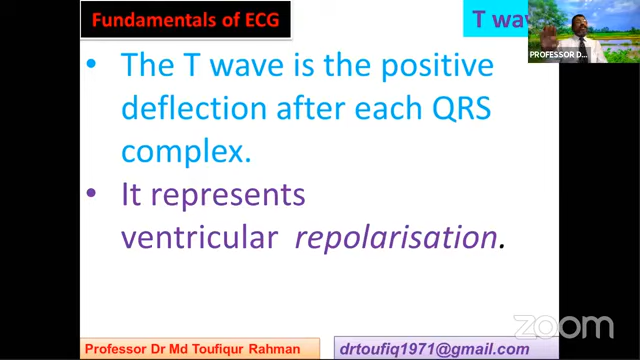 Fundamentals of ECG
T wav
PROFESSOR D...
• The T wave is the positive
deflection after each QRS
complex.
• It represents
ventricular repolarisation.
zoom
Professor Dr Md Toufiqur Rahman
drtoufiq1971@gmail.com